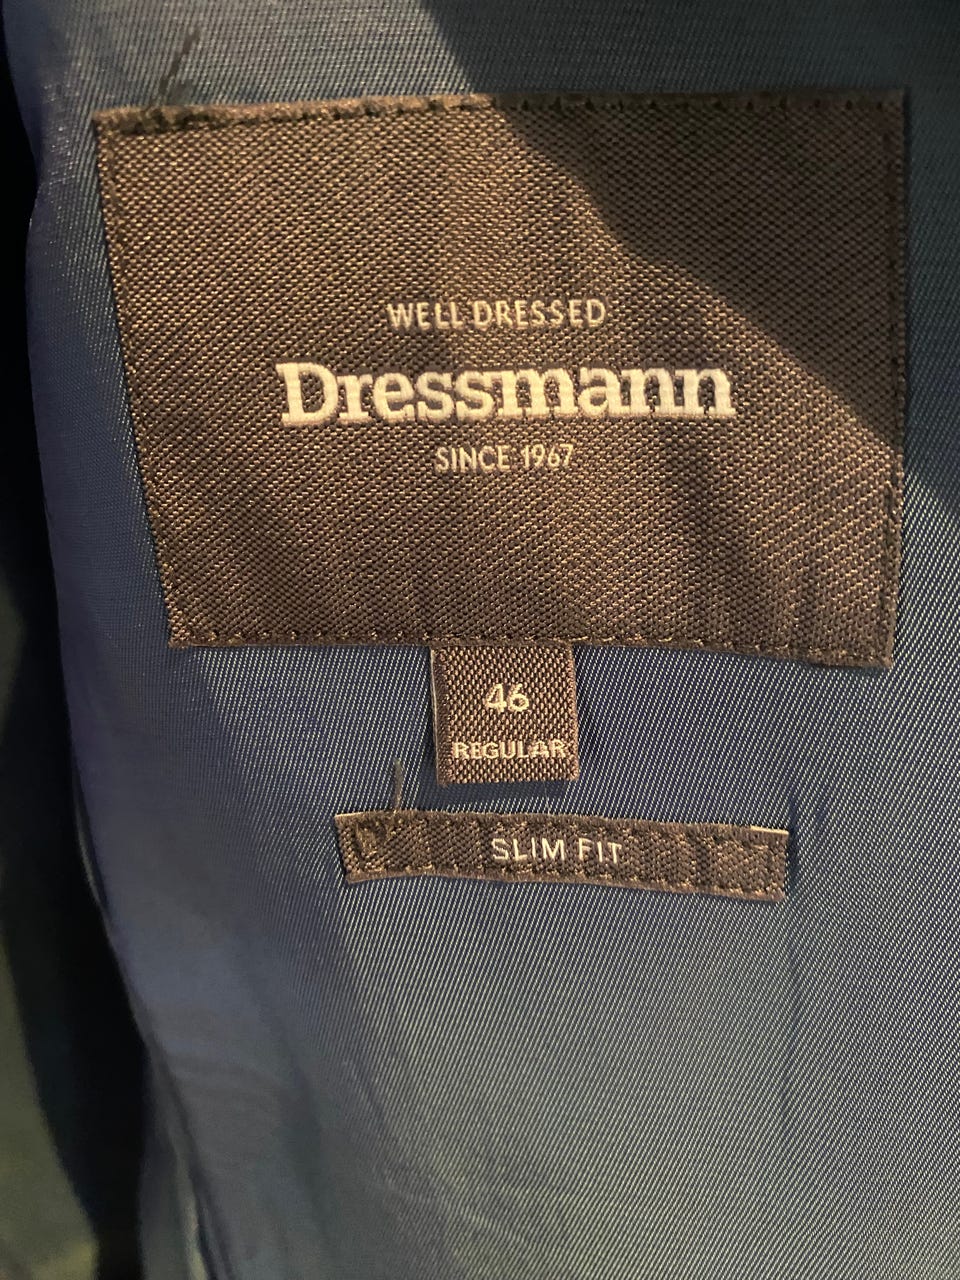 WELL DRESSED
Dressmann
SINCE 1967
46
REGULAR
SLIM FIT